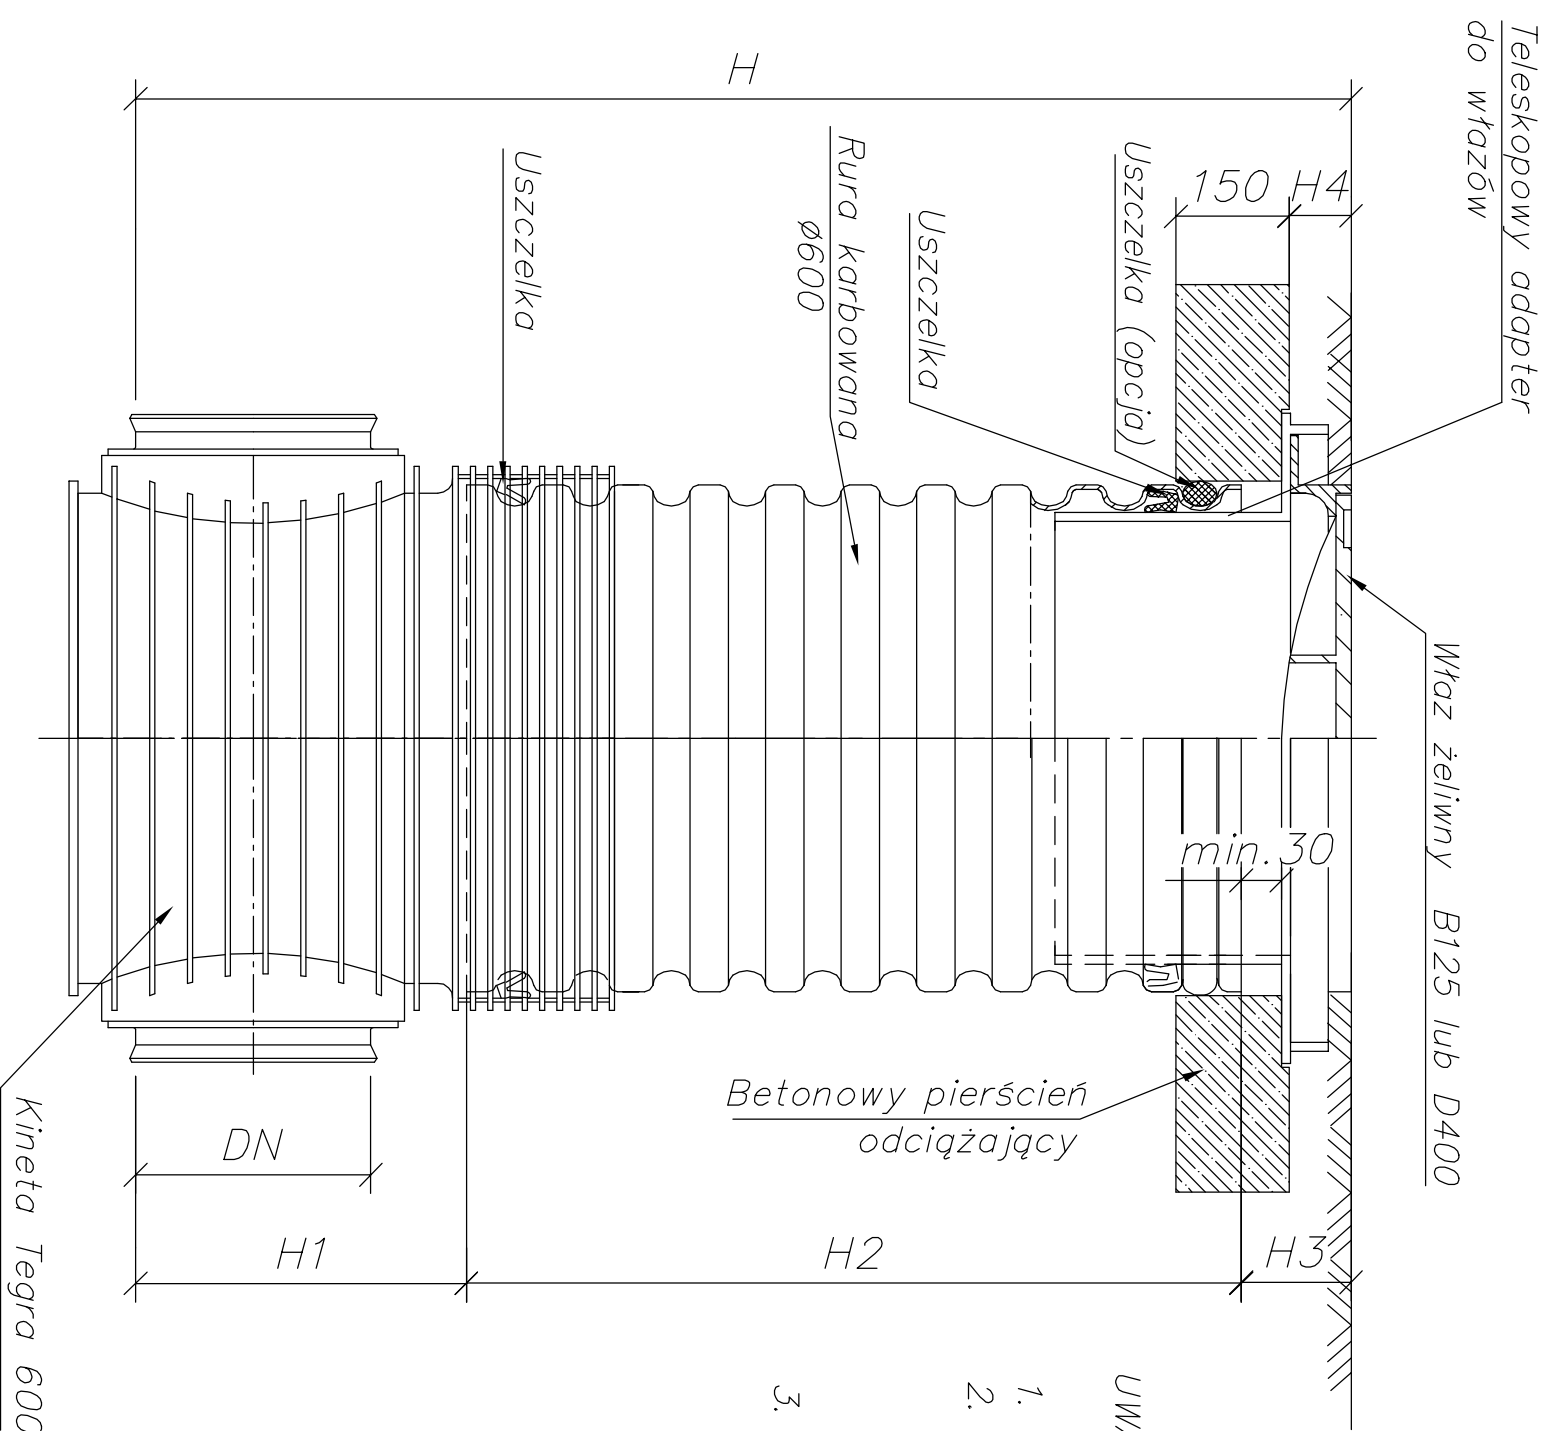 Teleskopowy adapter
do włazów
H
150
H4
Uszczelka (opcja)
Uszczelka
Rura karbowana
ø600
Uszczelka
Właz żeliwny B125 lub D400
min.30
Betonowy pierścień
odciążający
DN
H1
H2
H3
Kineta Tegra 600
UW
1.
2.
3.